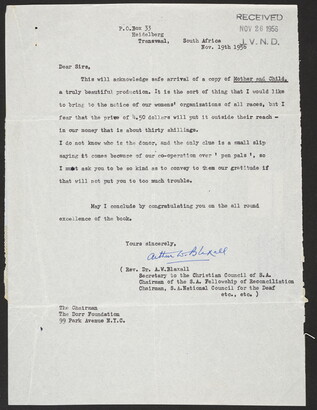 P.O.Box 33
Heidelberg
Transvaal, South Africa
Nov. 19th 1956
RECEIVED
NOV 26 1956
J. V. N. D.
Dear Sirs,
This will acknowledge safe arrival of a copy of Mother and Child,
a truly beautiful production. It is the sort of thing that I would like
to bring to the notice of our womens' organisations of all races, but I
fear that the price of 4.50 dollars will put it outside their reach -
in our money that is about thirty shillings.
I do not know who is the donor, and the only clue is a small slip
saying it comes because of our co-operation over ' pen pals ', so
I must ask you to be so kind as to convey to them our gratitude if
that will not put you to too much trouble.
May I conclude by congratulating you on the all round
excellence of the book.
Yours sincerely,
Arthur W. Blaxall
( Rev. Dr. A.W.Blaxall
Secretary to the Christian Council of S.A.
Chairman of the S.A. Fellowship of Reconciliation
Chairman, S.A.National Council for the Deaf
etc., etc. )
The Chairman
The Dorr Foundation
99 Park Avenue N.Y.C.